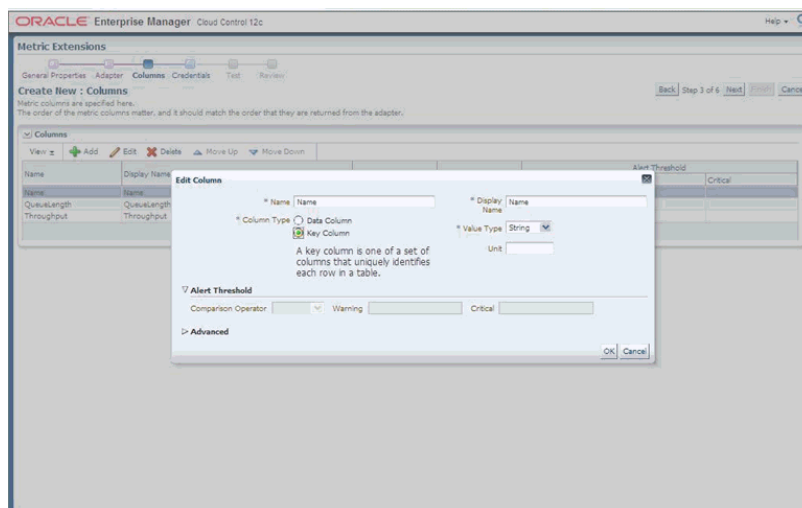 ORACLE Enterprise Manager Cloud Control 12c
Help
Metric Extensions
General Properties Adapter Columns Credentials Test Review
Create New : Columns
Back Step 3 of 6 Next Finish Cance
Metric columns are specified here.
The order of the metric columns matter, and it should match the order that they are returned from the adapter.
Columns
View Add Edit Delete Move Up Move Down
Name Display Name Alert Threshold
Critical
Name Name
QueueLength QueueLength
Throughput Throughput
Edit Column
* Name Name * Display Name Name
* Column Type Data Column
Key Column
* Value Type String
Unit
A key column is one of a set of
columns that uniquely identifies
each row in a table.
Alert Threshold
Comparison Operator Warning Critical
Advanced
OK Cancel